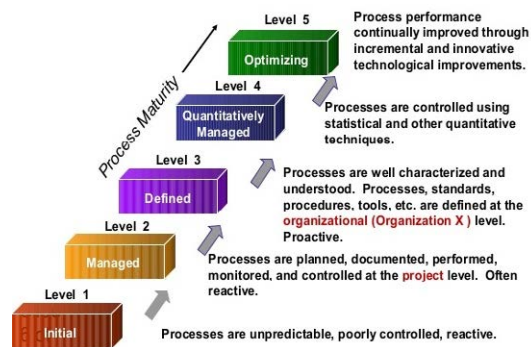 Level 5
Optimizing
Process performance
continually improved through
incremental and innovative
technological improvements.
Process Maturity
Level 4
Quantitatively
Managed
Processes are controlled using
statistical and other quantitative
techniques.
Level 3
Defined
Processes are well characterized and
understood. Processes, standards,
procedures, tools, etc. are defined at the
organizational (Organization X ) level.
Proactive.
Level 2
Managed
Processes are planned, documented, performed,
monitored, and controlled at the project level. Often
reactive.
Level 1
Initial
Processes are unpredictable, poorly controlled, reactive.